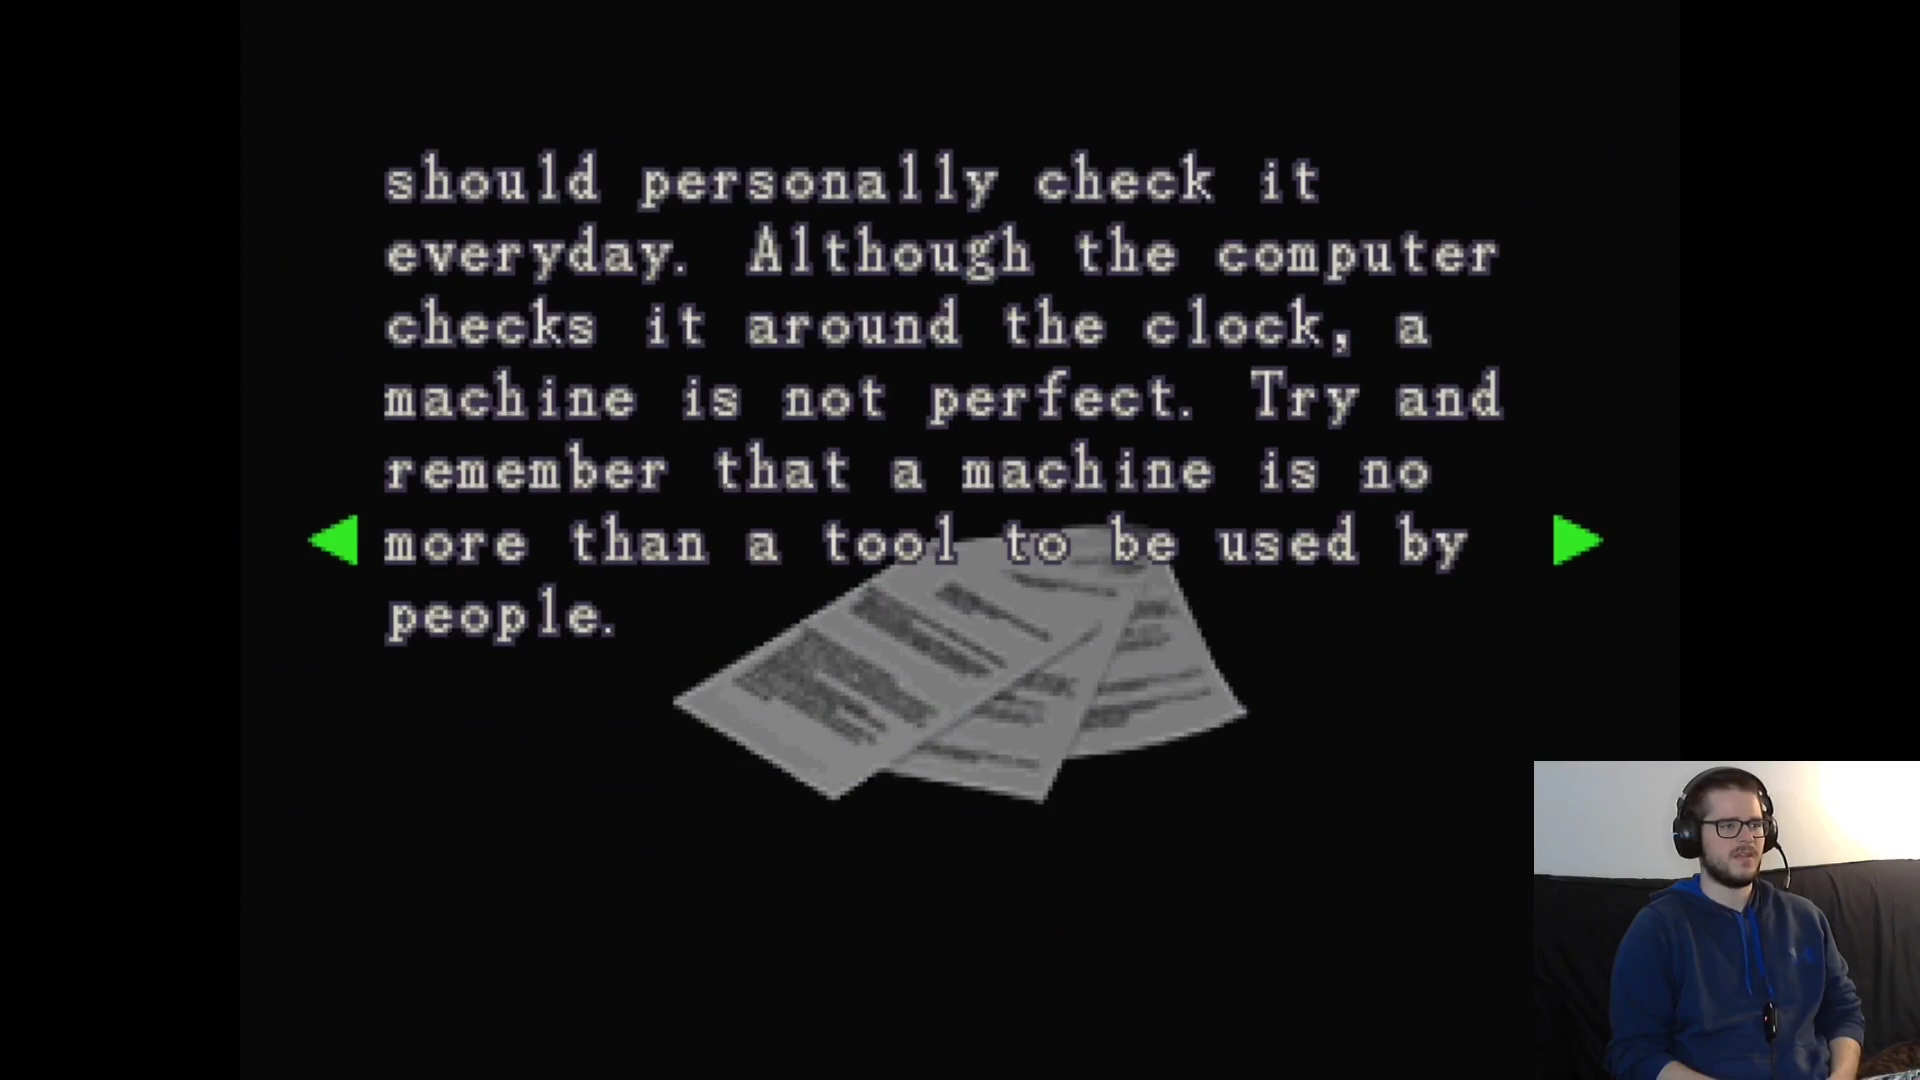 should personally check it
everyday. Although the computer
checks it around the clock, a
machine is not perfect. Try and
remember that a machine is no
more than a tool to be used by
people.